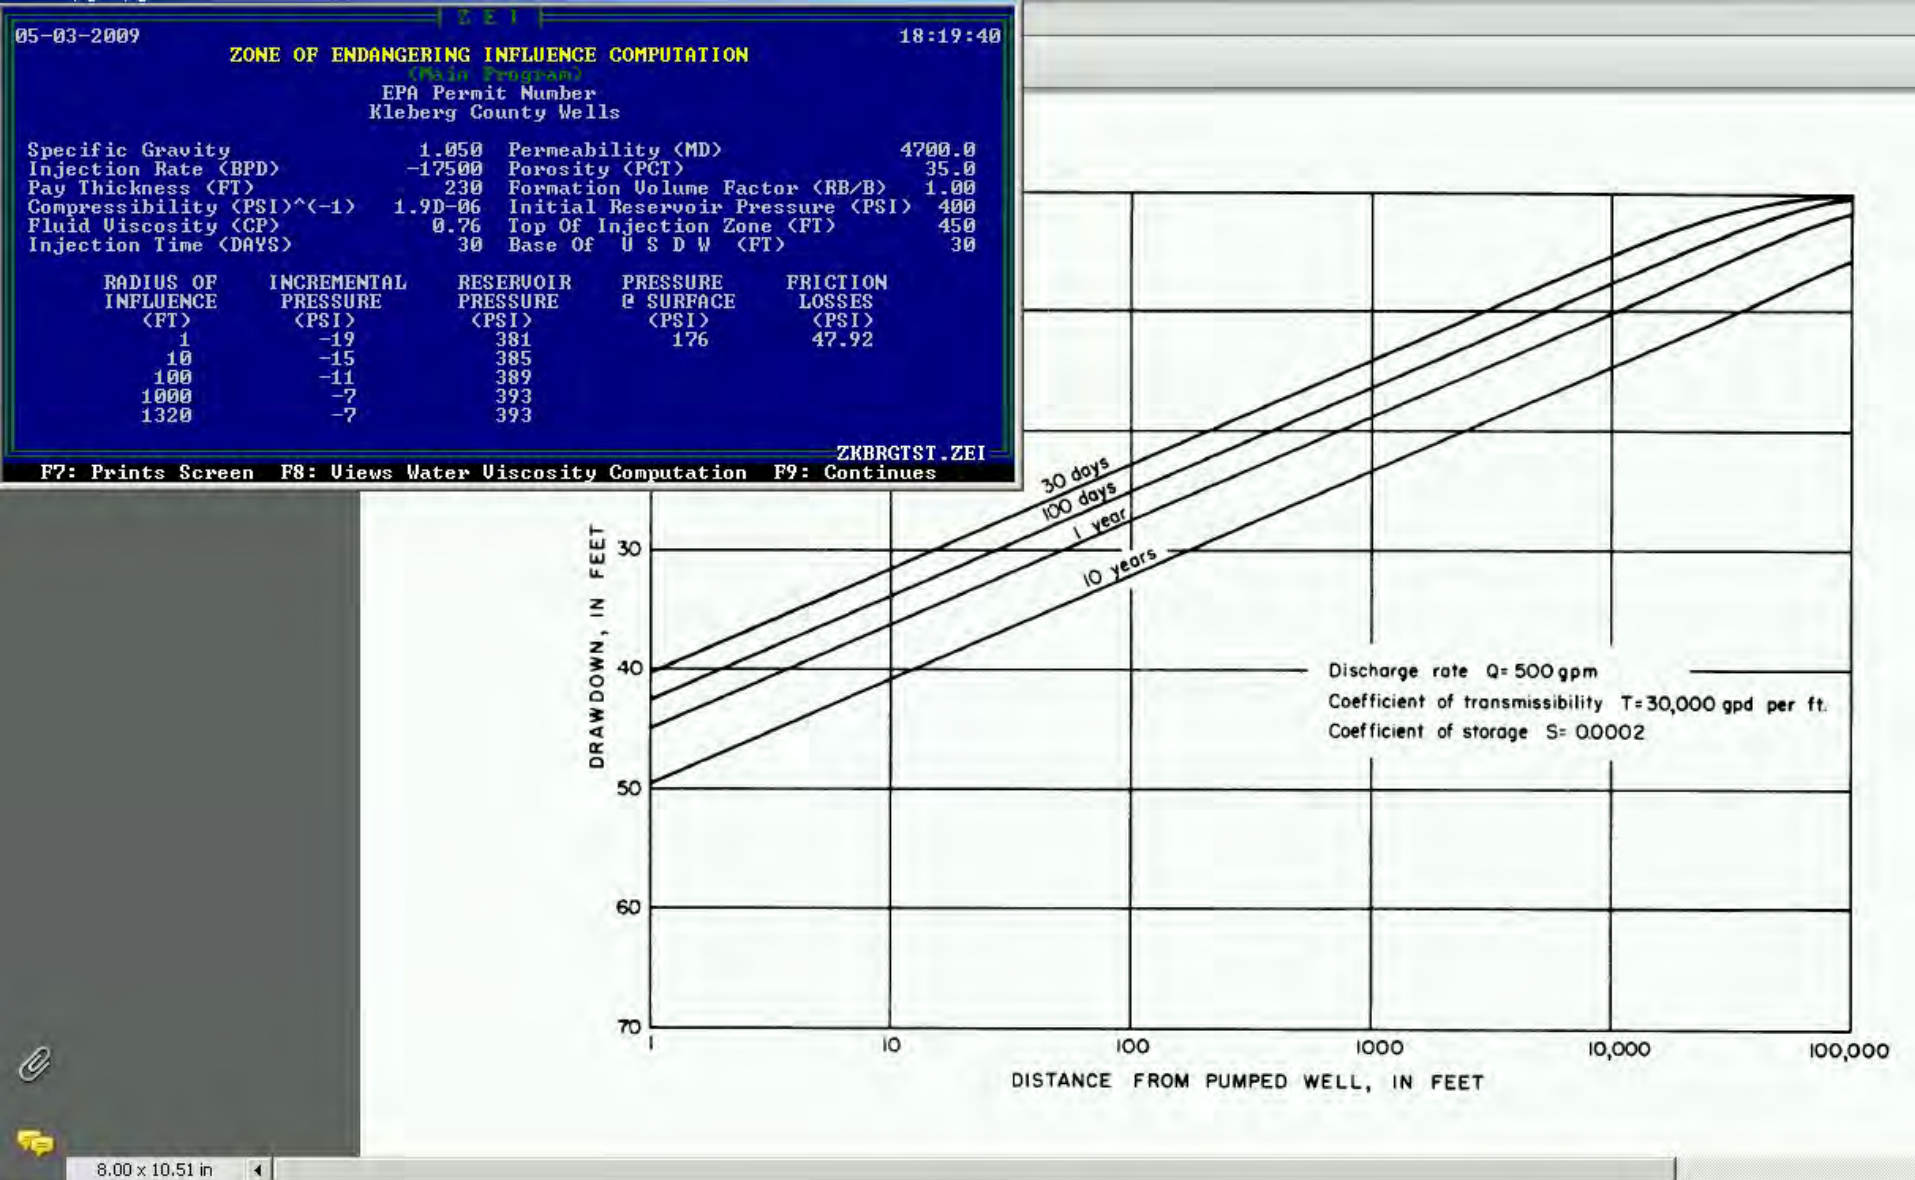 Z E I
05-03-2009 18:19:40
ZONE OF ENDANGERING INFLUENCE COMPUTATION
(Main Program)
EPA Permit Number
Kleberg County Wells
Specific Gravity 1.050 Permeability (MD) 4700.0
Injection Rate (BPD) -17500 Porosity (PCT) 35.0
Pay Thickness (FT) 230 Formation Volume Factor (RB/B) 1.00
Compressibility (PSI)^(-1) 1.9D-06 Initial Reservoir Pressure (PSI) 400
Fluid Viscosity (CP) 0.76 Top Of Injection Zone (FT) 450
Injection Time (DAYS) 30 Base Of U S D W (FT) 30
RADIUS OF INCREMENTAL RESERVOIR PRESSURE FRICTION
INFLUENCE PRESSURE PRESSURE @ SURFACE LOSSES
(FT) (PSI) (PSI) (PSI) (PSI)
1 -19 381 176 47.92
10 -15 385
100 -11 389
1000 -7 393
1320 -7 393
ZKBRGTST.ZEI
F7: Prints Screen F8: Views Water Viscosity Computation F9: Continues
30 days
100 days
1 year
10 years
DRAWDOWN, IN FEET
30
40
50
60
70
Discharge rate Q= 500 gpm
Coefficient of transmissibility T= 30,000 gpd per ft.
Coefficient of storage S= 0.0002
1 10 100 1000 10,000 100,000
DISTANCE FROM PUMPED WELL, IN FEET
8.00 x 10.51 in